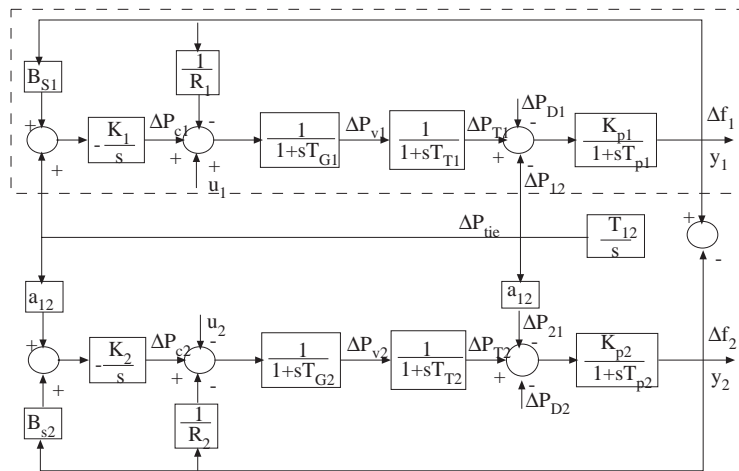 B_S1
1
R_1
-
+
+
-K_1
s
ΔP_c1
+
+
u_1
1
1+sT_G1
ΔP_v1
1
1+sT_T1
ΔP_T1
+
ΔP_D1
-
-
K_p1
1+sT_p1
Δf_1
y_1
ΔP_12
ΔP_tie
T_12
s
+
-
a_12
a_12
u_2
-
+
+
-K_2
s
ΔP_c2
+
-
1
1+sT_G2
ΔP_v2
1
1+sT_T2
ΔP_T2
+
ΔP_21
-
-
ΔP_D2
K_p2
1+sT_p2
Δf_2
y_2
B_s2
1
R_2